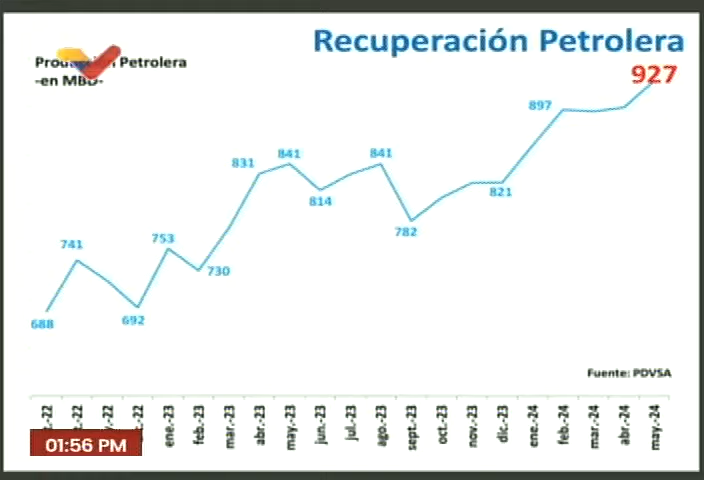 Recuperación Petrolera
Petrolera
-en MBD-
927
897
841
841
831
814
821
782
753
741
730
692
688
Fuente: PDVSA
ene.-23
feb.-23
mar.-23
abr.-23
may.-23
jun.-23
jul.-23
ago.-23
sept.-23
oct.-23
nov.-23
dic.-23
ene.-24
feb.-24
mar.-24
abr.-24
may.-24
01:56 PM